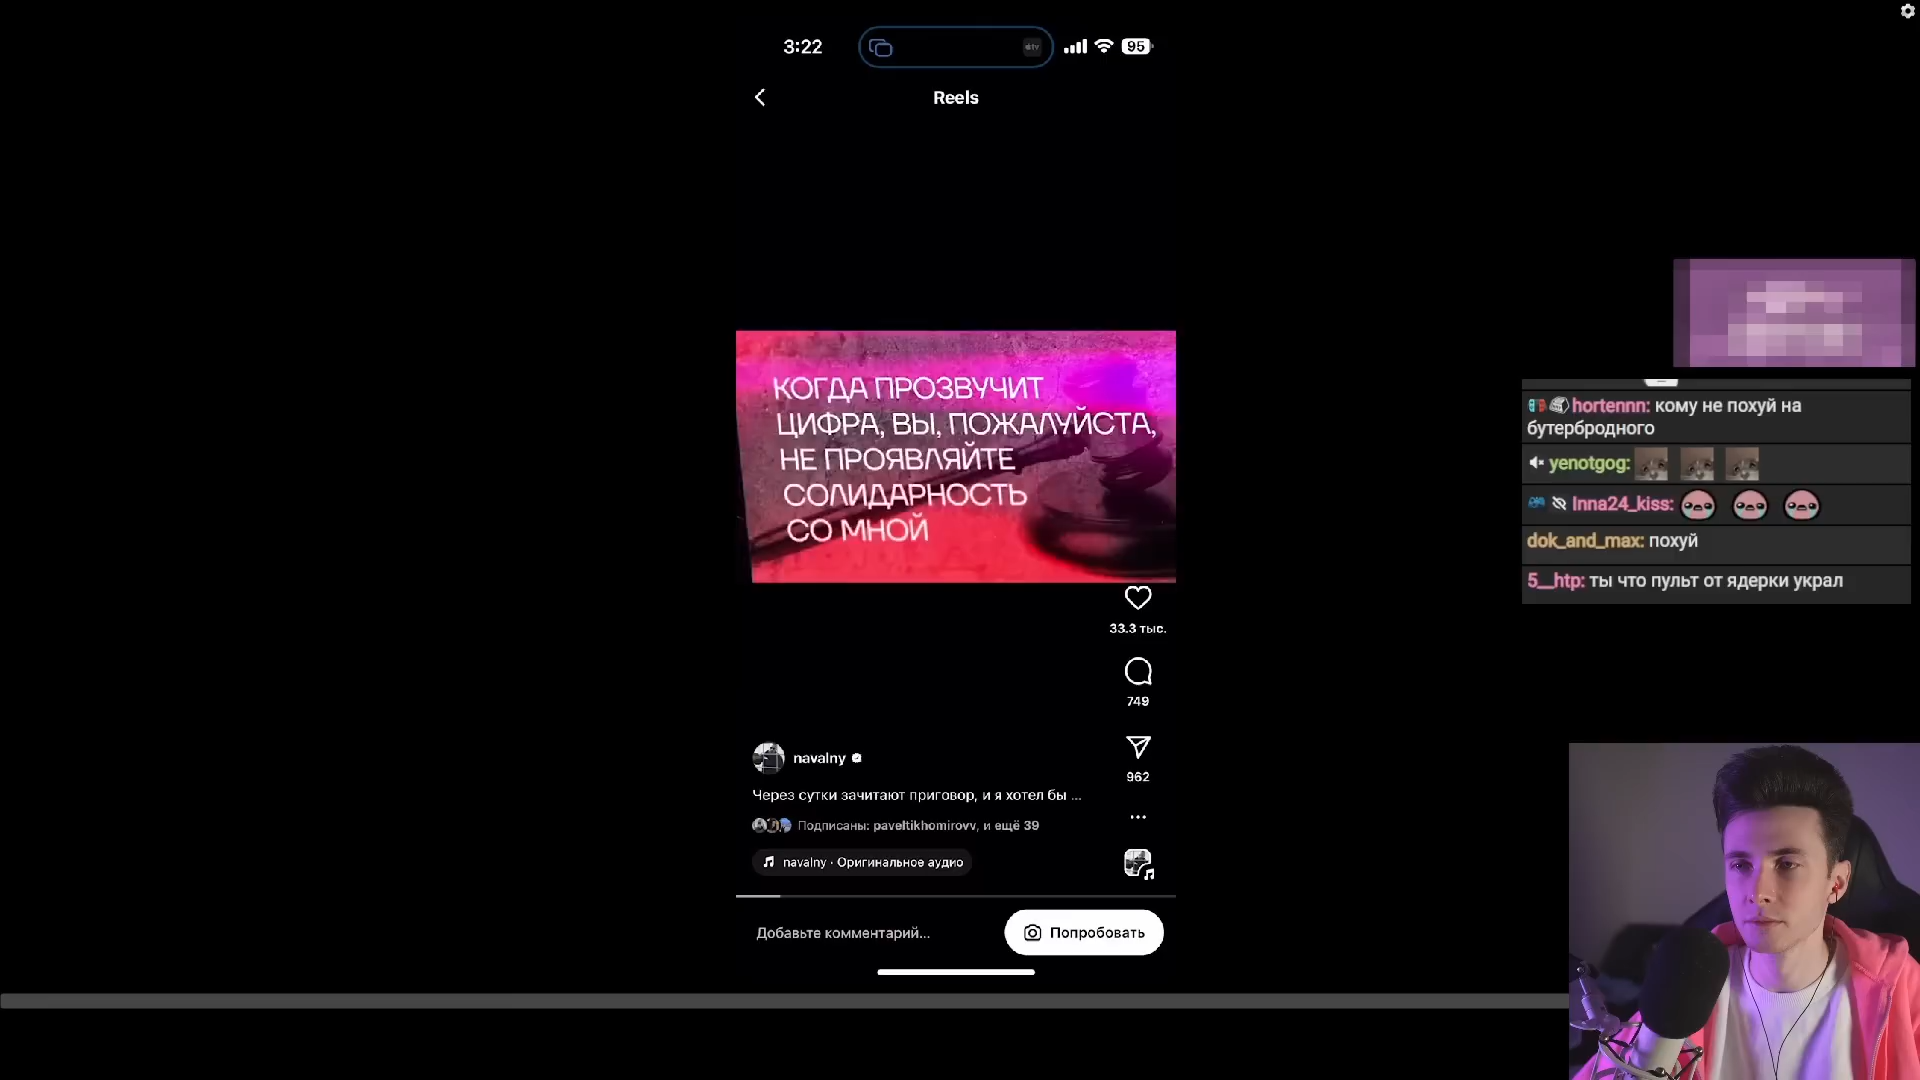 3:22
95
Reels
КОГДА ПРОЗВУЧИТ
ЦИФРА, ВЫ, ПОЖАЛУЙСТА,
НЕ ПРОЯВЛЯЙТЕ
СОЛИДАРНОСТЬ
СО МНОЙ
33.3 тыс.
749
962
navalny
Через сутки зачитают приговор, и я хотел бы ...
Подписаны: paveltikhomirovv, и ещё 39
navalny · Оригинальное аудио
Добавьте комментарий...
Попробовать
hortennn: кому не похуй на
бутербродного
yenotgog:
Inna24_kiss:
dok_and_max: похуй
5__htp: ты что пульт от ядерки украл